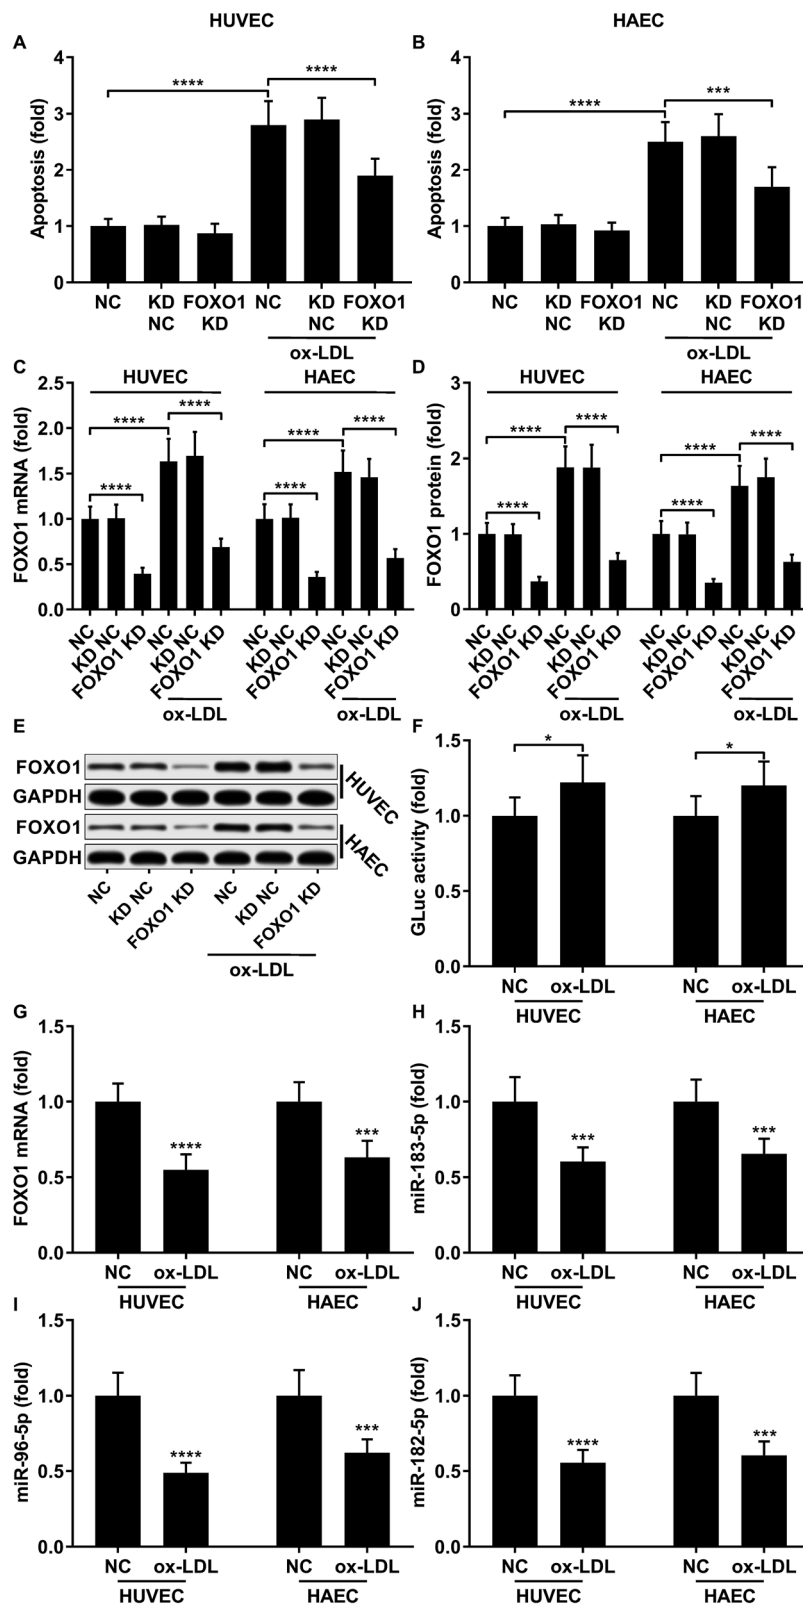 HUVEC
HAEC
A
Apoptosis (fold)
4
3
2
1
0
****
****
NC
KD NC
FOXO1 KD
NC
KD NC
FOXO1 KD
ox-LDL
B
Apoptosis (fold)
4
3
2
1
0
****
***
NC
KD NC
FOXO1 KD
NC
KD NC
FOXO1 KD
ox-LDL
C
FOXO1 mRNA (fold)
2.5
2.0
1.5
1.0
0.5
0.0
HUVEC
HAEC
****
****
****
****
****
****
NC
KD NC
FOXO1 KD
NC
KD NC
FOXO1 KD
ox-LDL
NC
KD NC
FOXO1 KD
NC
KD NC
FOXO1 KD
ox-LDL
D
FOXO1 protein (fold)
3
2
1
0
HUVEC
HAEC
****
****
****
****
****
****
NC
KD NC
FOXO1 KD
NC
KD NC
FOXO1 KD
ox-LDL
NC
KD NC
FOXO1 KD
NC
KD NC
FOXO1 KD
ox-LDL
E
FOXO1
GAPDH
HUVEC
FOXO1
GAPDH
HAEC
NC
KD NC
FOXO1 KD
NC
KD NC
FOXO1 KD
ox-LDL
F
GLuc activity (fold)
1.5
1.0
0.5
0.0
*
*
NC ox-LDL NC ox-LDL
HUVEC HAEC
G
FOXO1 mRNA (fold)
1.5
1.0
0.5
0.0
****
***
NC ox-LDL NC ox-LDL
HUVEC HAEC
H
miR-183-5p (fold)
1.5
1.0
0.5
0.0
***
***
NC ox-LDL NC ox-LDL
HUVEC HAEC
I
miR-96-5p (fold)
1.5
1.0
0.5
0.0
****
***
NC ox-LDL NC ox-LDL
HUVEC HAEC
J
miR-182-5p (fold)
1.5
1.0
0.5
0.0
****
***
NC ox-LDL NC ox-LDL
HUVEC HAEC